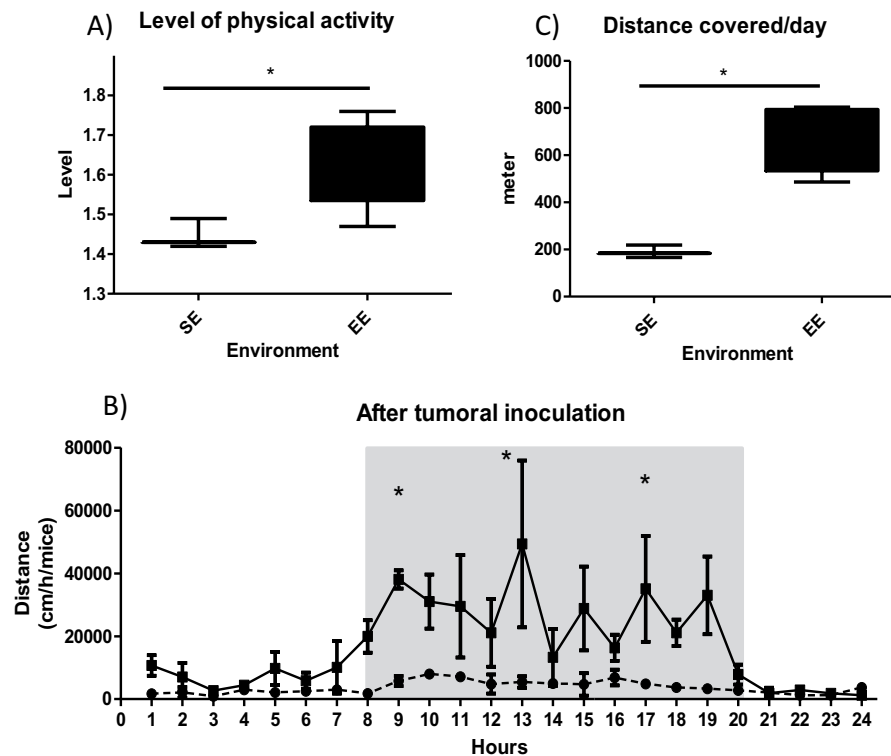 A) Level of physical activity
*
1.8
1.7
1.6
1.5
1.4
1.3
Level
SE EE
Environment
C) Distance covered/day
*
1000
800
600
400
200
0
meter
SE EE
Environment
B) After tumoral inoculation
80000
60000
40000
20000
0
Distance
(cm/h/mice)
* * *
0 1 2 3 4 5 6 7 8 9 10 11 12 13 14 15 16 17 18 19 20 21 22 23 24
Hours